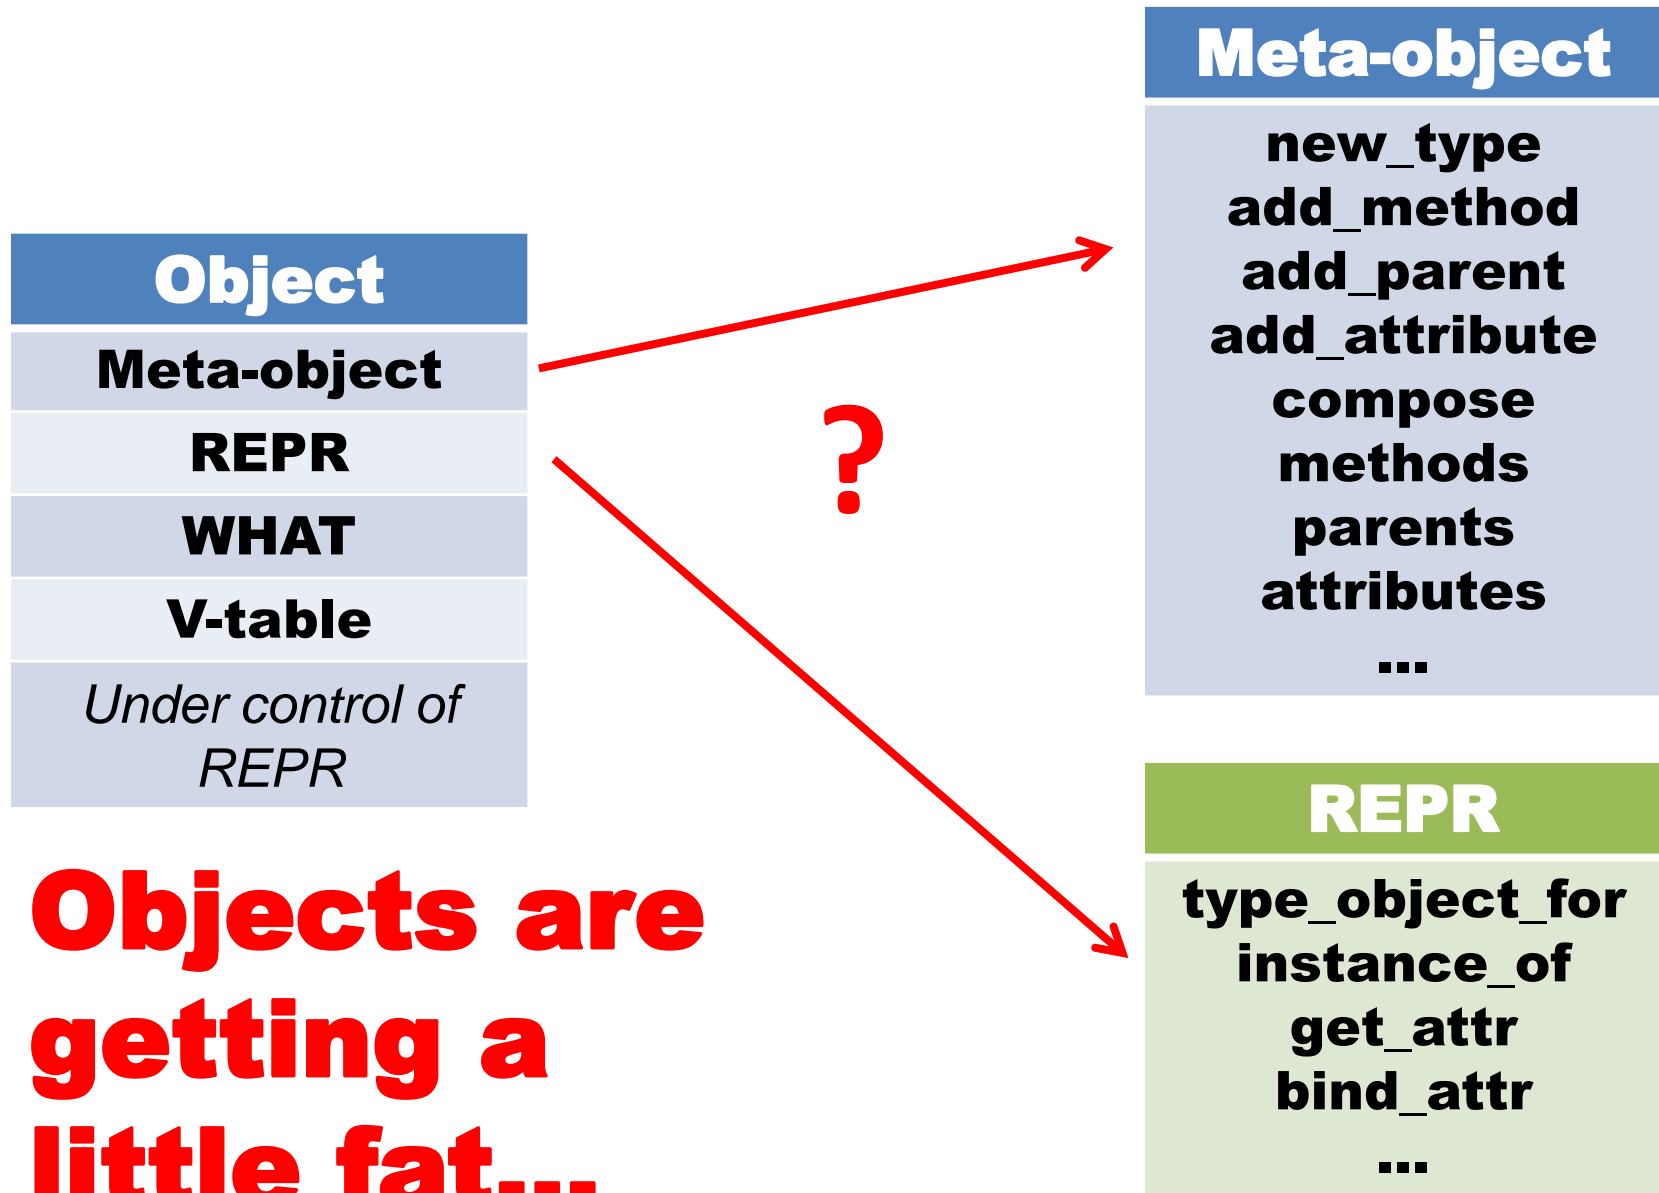 Object
Meta-object
REPR
WHAT
V-table
Under control of
REPR
Objects are
getting a
little fat...
?
Meta-object
new_type
add_method
add_parent
add_attribute
compose
methods
parents
attributes
...
REPR
type_object_for
instance_of
get_attr
bind_attr
...